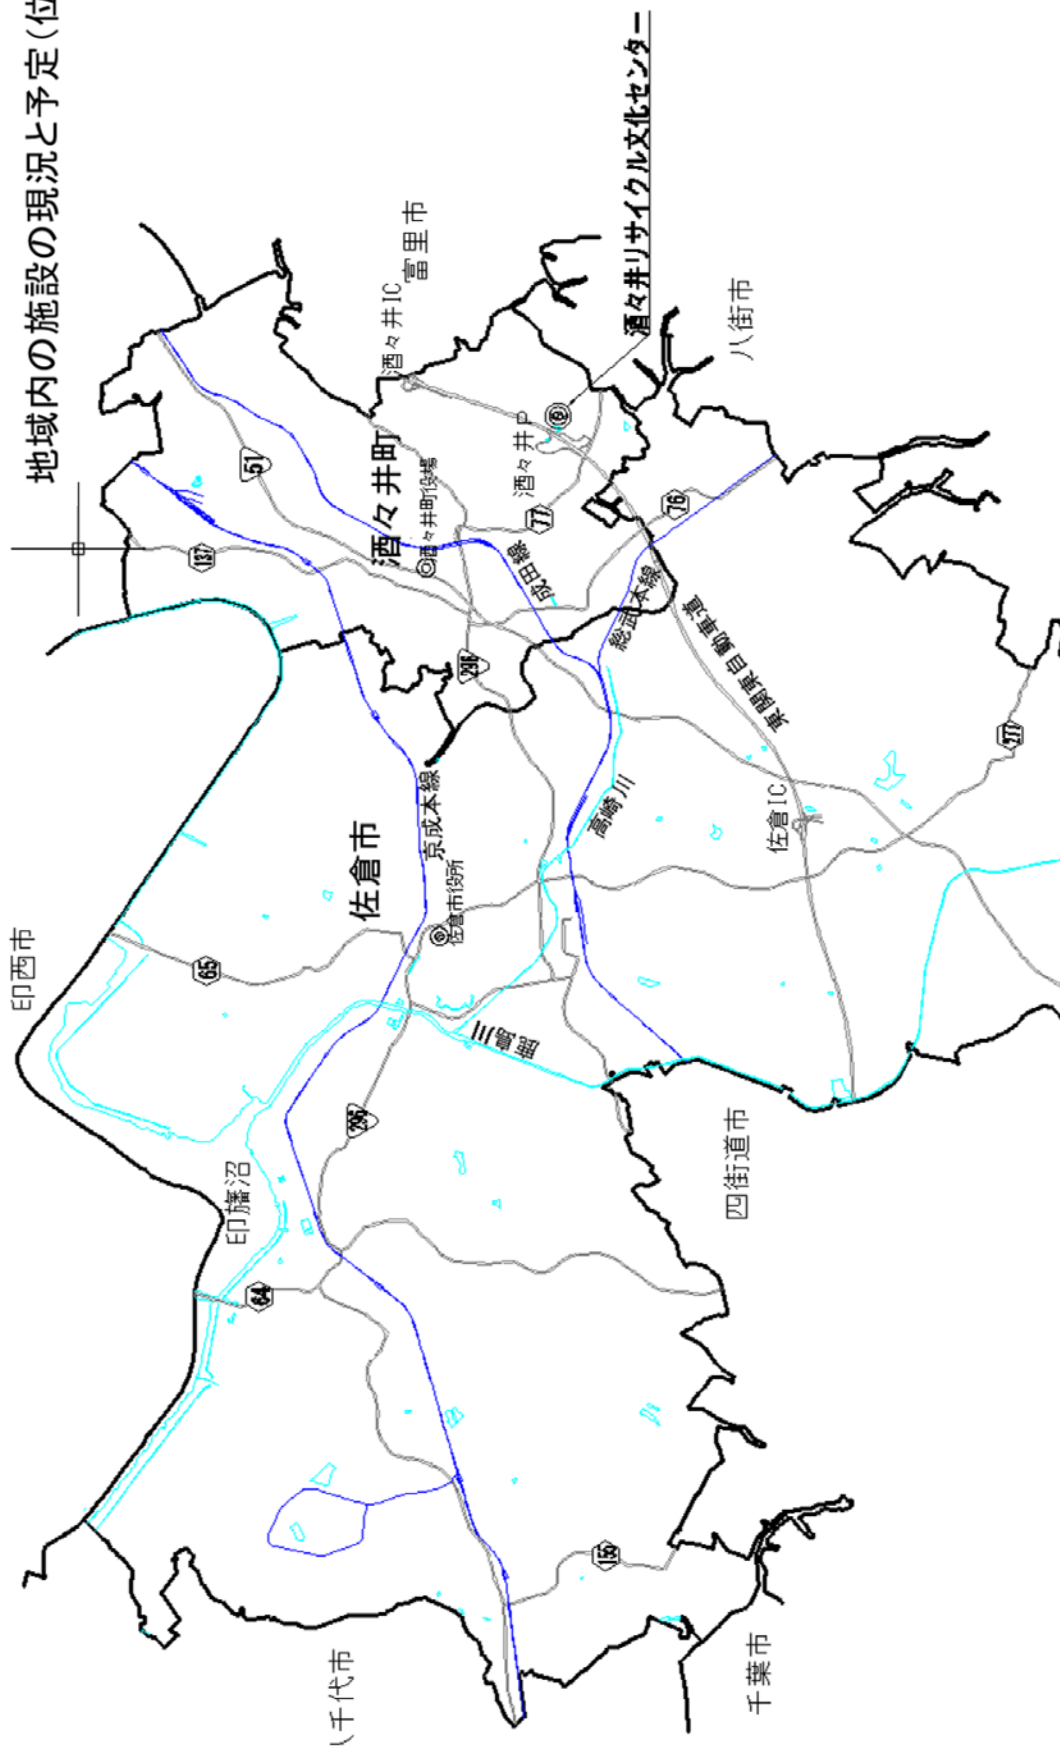 地域内の施設の現況と予定(位
印西市
富里市
酒々井IC
酒々井リサイクル文化センター
八街市
51
137
酒々井町
酒々井町役場
酒々井P
77
76
成田線
総武本線
東関東自動車道
296
277
京成本線
佐倉市
佐倉市役所
高崎川
佐倉IC
65
鹿島川
296
印旛沼
64
四街道市
155
八千代市
千葉市